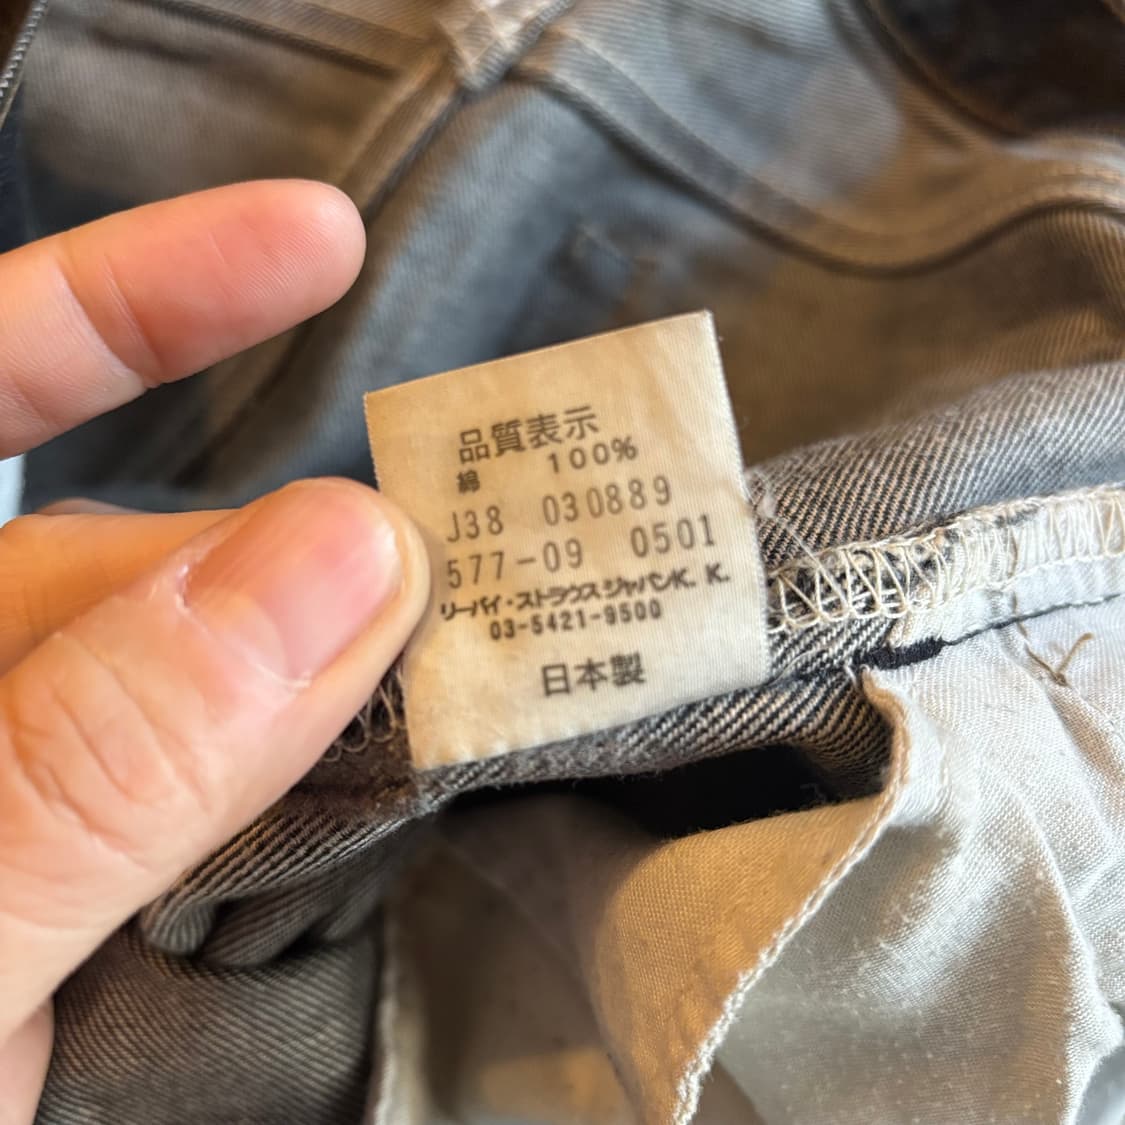 品質表示
綿 100%
J38 030889
577-09 0501
リーバイ・ストラウスジャパンK. K.
03-5421-9500
日本製